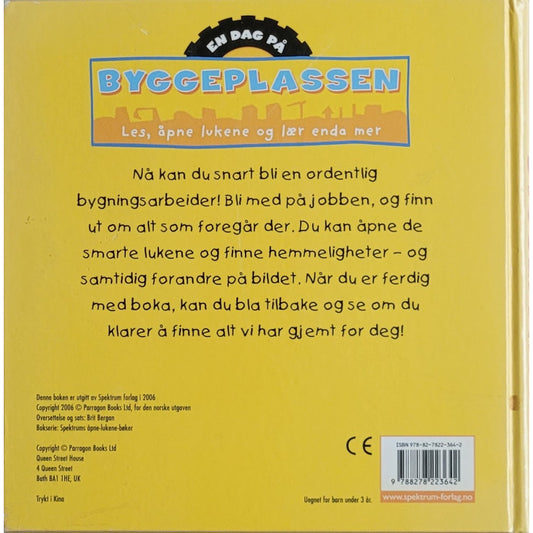 EN DAG PÅ
BYGGEPLASSEN
Les, åpne lukene og lær enda mer
Nå kan du snart bli en ordentlig
bygningsarbeider! Bli med på jobben, og finn
ut om alt som foregår der. Du kan åpne de
smarte lukene og finne hemmeligheter – og
samtidig forandre på bildet. Når du er ferdig
med boka, kan du bla tilbake og se om du
klarer å finne alt vi har gjemt for deg!
Denne boken er utgitt av Spektrum forlag i 2006
Copyright 2006 © Parragon Books Ltd, for den norske utgaven
Oversettelse og sats: Brit Bergan
Bokserie: Spektrums åpne-lukene-bøker
Copyright © Parragon Books Ltd
Queen Street House
4 Queen Street
Bath BA1 1HE, UK
Trykt i Kina
CE
Uegnet for barn under 3 år.
ISBN 978-82-7822-364-2
9 788278 223642
www.spektrum-forlag.no